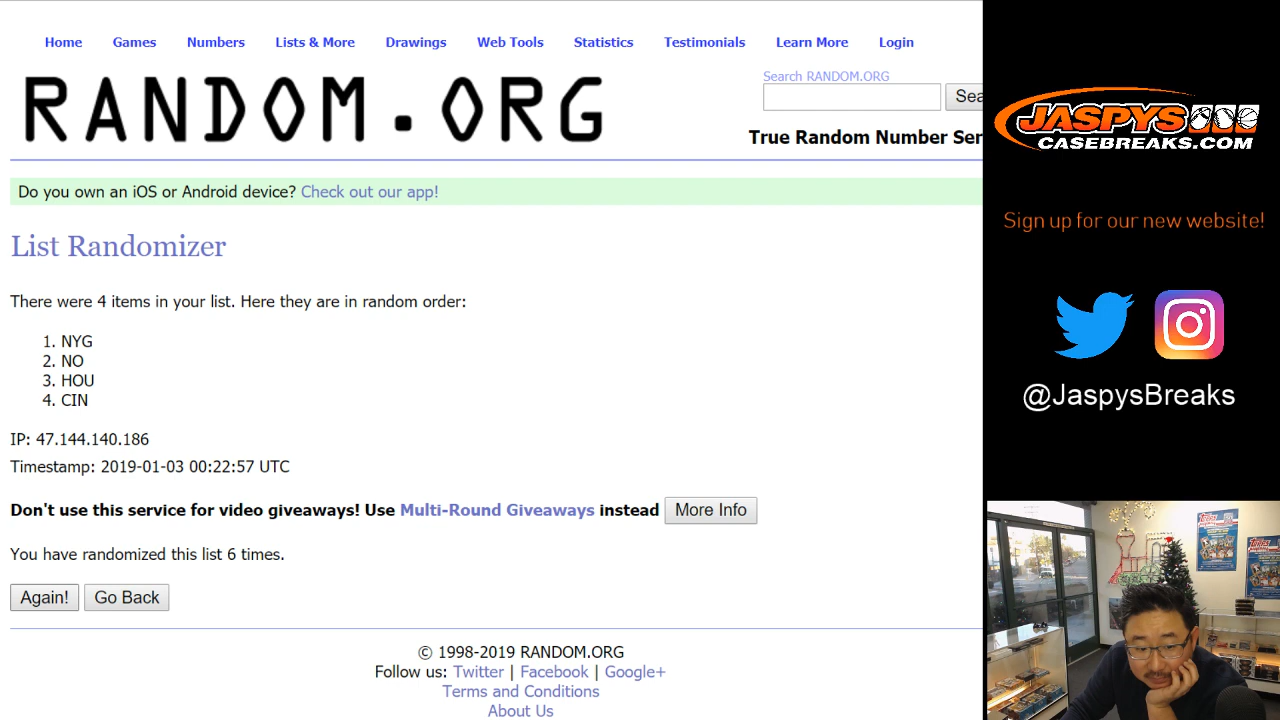 Home Games Numbers Lists & More Drawings Web Tools Statistics Testimonials Learn More Login
RANDOM.ORG
Search RANDOM.ORG
Sea
True Random Number Ser
Do you own an iOS or Android device? Check out our app!
List Randomizer
There were 4 items in your list. Here they are in random order:
1. NYG
2. NO
3. HOU
4. CIN
IP: 47.144.140.186
Timestamp: 2019-01-03 00:22:57 UTC
Don't use this service for video giveaways! Use Multi-Round Giveaways instead More Info
You have randomized this list 6 times.
Again! Go Back
© 1998-2019 RANDOM.ORG
Follow us: Twitter | Facebook | Google+
Terms and Conditions
About Us
JASPYS
CASEBREAKS.COM
Sign up for our new website!
@JaspysBreaks
Topps
Topps